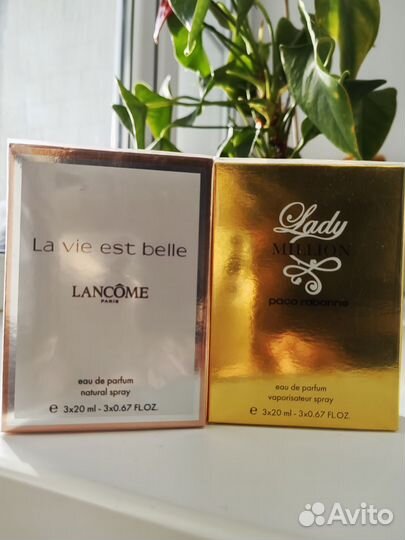 La vie est belle
LANCÔME
PARIS
eau de parfum
natural spray
e 3x20 ml - 3x0.67 FL.OZ.
Lady
MILLION
paco rabanne
eau de parfum
vaporisateur spray
e 3x20 ml - 3x0.67 FL.OZ.
Avito